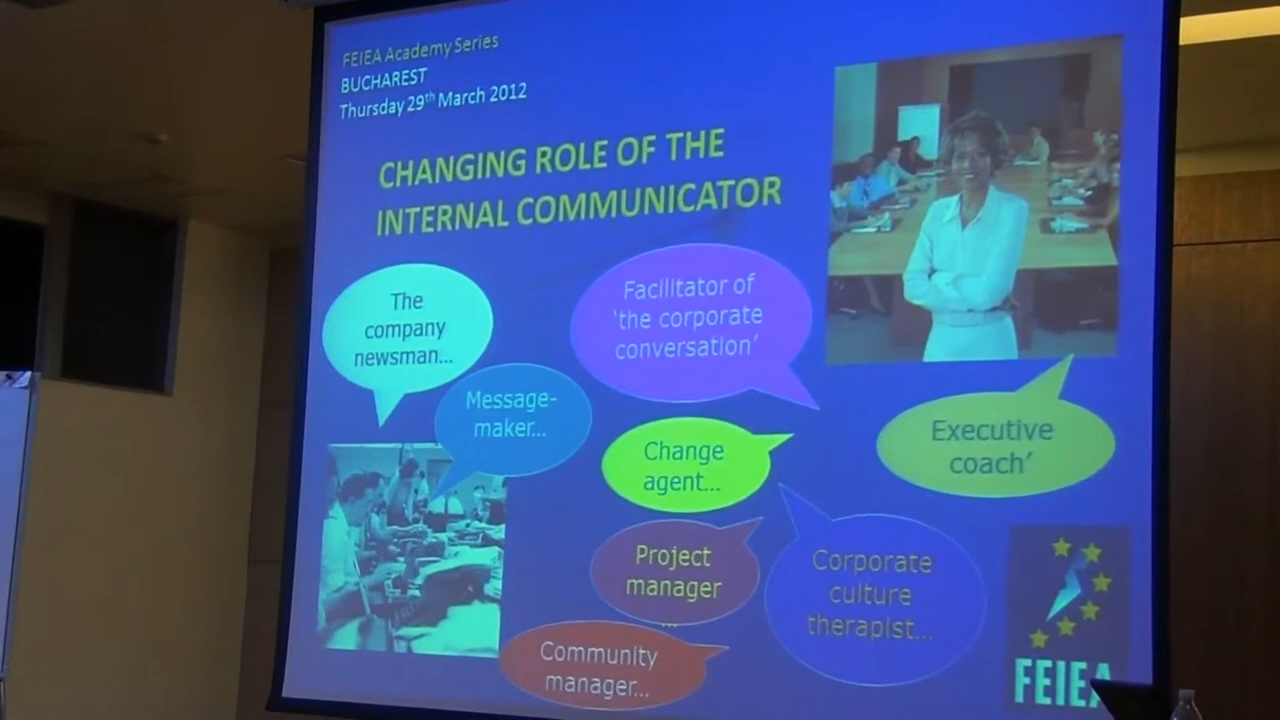 FEIEA Academy Series
BUCHAREST
Thursday 29th March 2012
CHANGING ROLE OF THE
INTERNAL COMMUNICATOR
The
company
newsman...
Message-
maker...
Facilitator of
‘the corporate
conversation’
Change
agent...
Executive
coach’
Project
manager
...
Corporate
culture
therapist...
Community
manager...
FEIEA